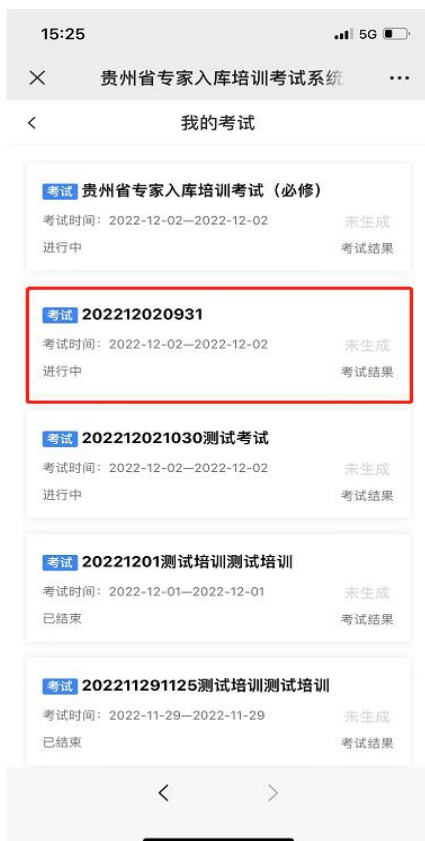 15:25
5G
贵州省专家入库培训考试系统
我的考试
考试 贵州省专家入库培训考试（必修）
考试时间：2022-12-02—2022-12-02
未生成
进行中
考试结果
考试 202212020931
考试时间：2022-12-02—2022-12-02
未生成
进行中
考试结果
考试 202212021030测试考试
考试时间：2022-12-02—2022-12-02
未生成
进行中
考试结果
考试 20221201测试培训测试培训
考试时间：2022-12-01—2022-12-01
未生成
已结束
考试结果
考试 202211291125测试培训测试培训
考试时间：2022-11-29—2022-11-29
未生成
已结束
考试结果